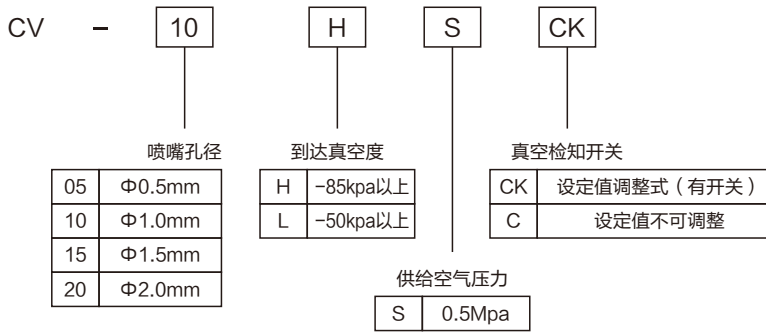 CV - 10 H S CK
喷嘴孔径 到达真空度 真空检知开关
05 Φ0.5mm H -85kpa以上 CK 设定值调整式（有开关）
10 Φ1.0mm L -50kpa以上 C 设定值不可调整
15 Φ1.5mm
20 Φ2.0mm
供给空气压力
S 0.5Mpa